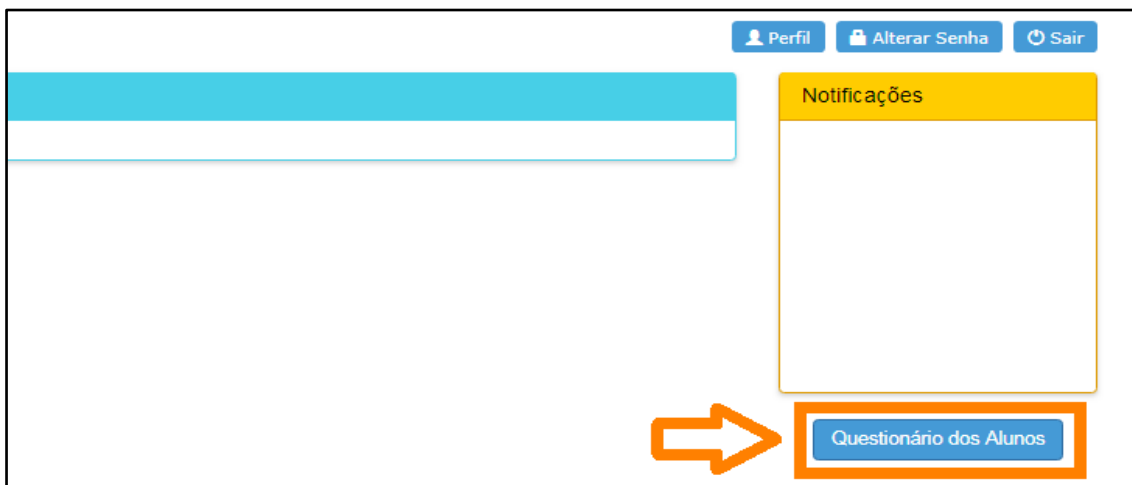 Perfil Alterar Senha Sair
Notificações
Questionário dos Alunos